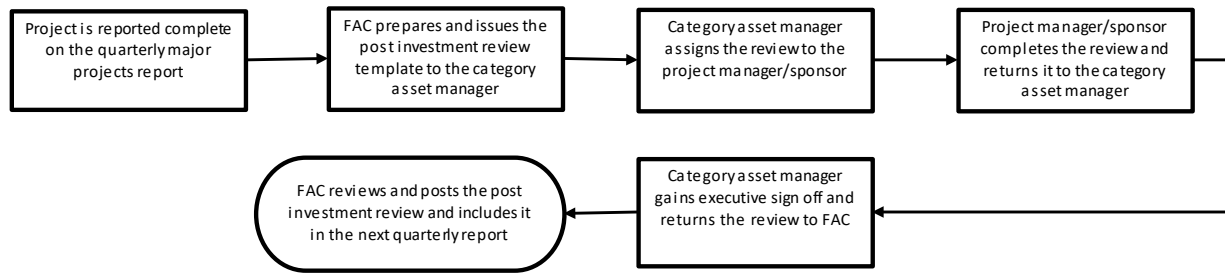 Project is reported complete
on the quarterly major
projects report
FAC prepares and issues the
post investment review
template to the category
asset manager
Category asset manager
assigns the review to the
project manager/sponsor
Project manager/sponsor
completes the review and
returns it to the category
asset manager
Category asset manager
gains executive sign off and
returns the review to FAC
FAC reviews and posts the post
investment review and includes it
in the next quarterly report